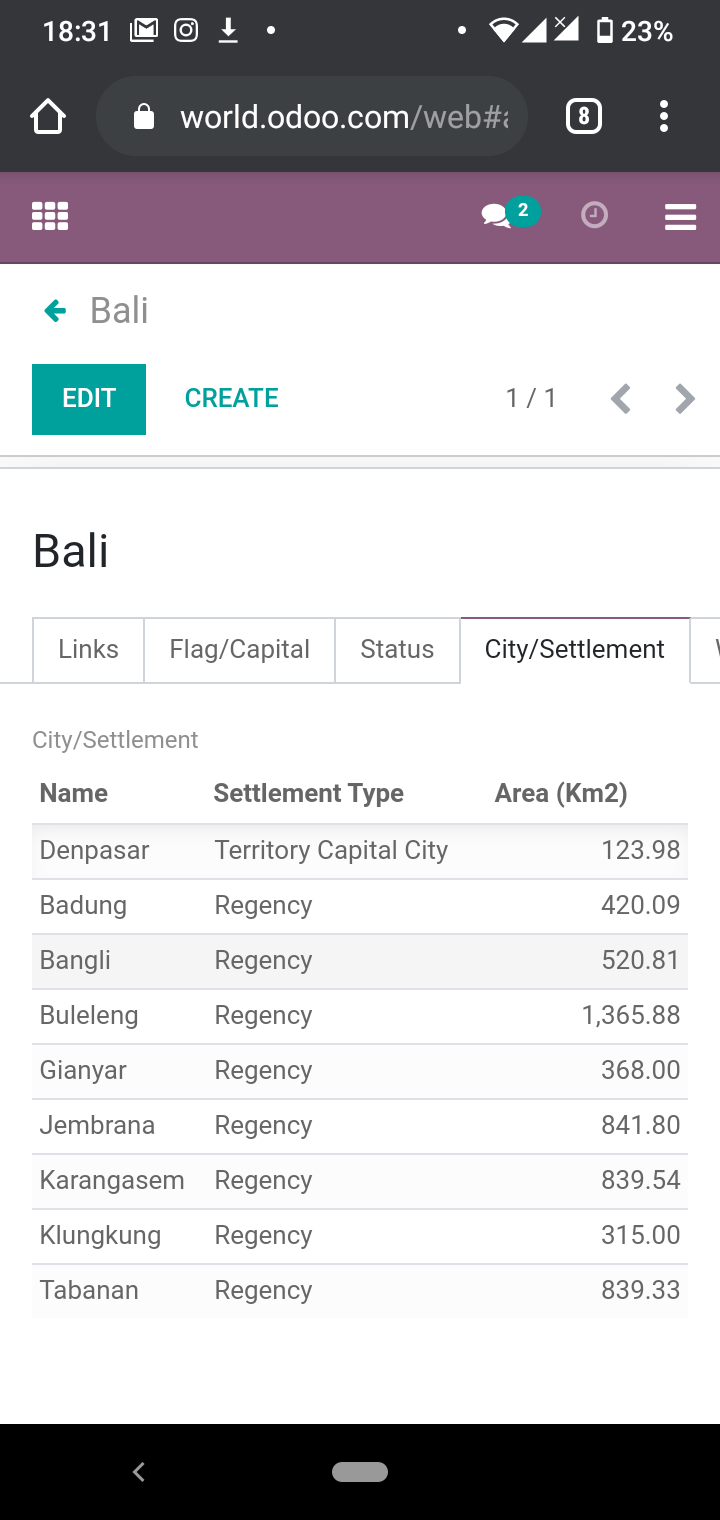 18:31 23%
world.odoo.com/web# 8
2
Bali
EDIT CREATE 1 / 1
Bali
Links Flag/Capital Status City/Settlement
City/Settlement
Name Settlement Type Area (Km2)
Denpasar Territory Capital City 123.98
Badung Regency 420.09
Bangli Regency 520.81
Buleleng Regency 1,365.88
Gianyar Regency 368.00
Jembrana Regency 841.80
Karangasem Regency 839.54
Klungkung Regency 315.00
Tabanan Regency 839.33